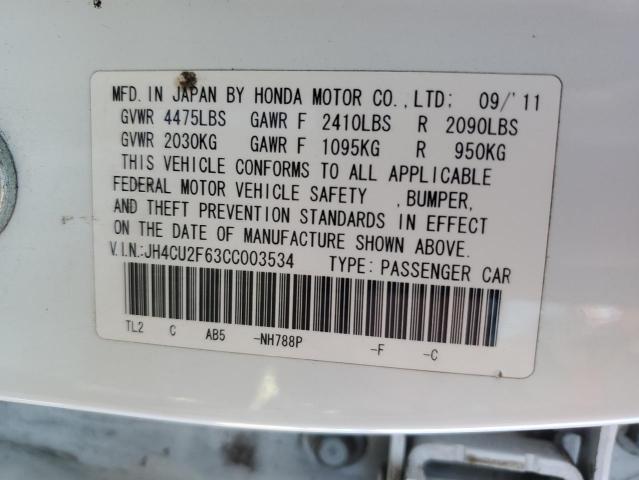 MFD. IN JAPAN BY HONDA MOTOR CO., LTD; 09/'11
GVWR 4475LBS GAWR F 2410LBS R 2090LBS
GVWR 2030KG GAWR F 1095KG R 950KG
THIS VEHICLE CONFORMS TO ALL APPLICABLE
FEDERAL MOTOR VEHICLE SAFETY , BUMPER,
AND THEFT PREVENTION STANDARDS IN EFFECT
ON THE DATE OF MANUFACTURE SHOWN ABOVE.
V.I.N.:JH4CU2F63CC003534 TYPE: PASSENGER CAR
TL2 C AB5 -NH788P -F -C